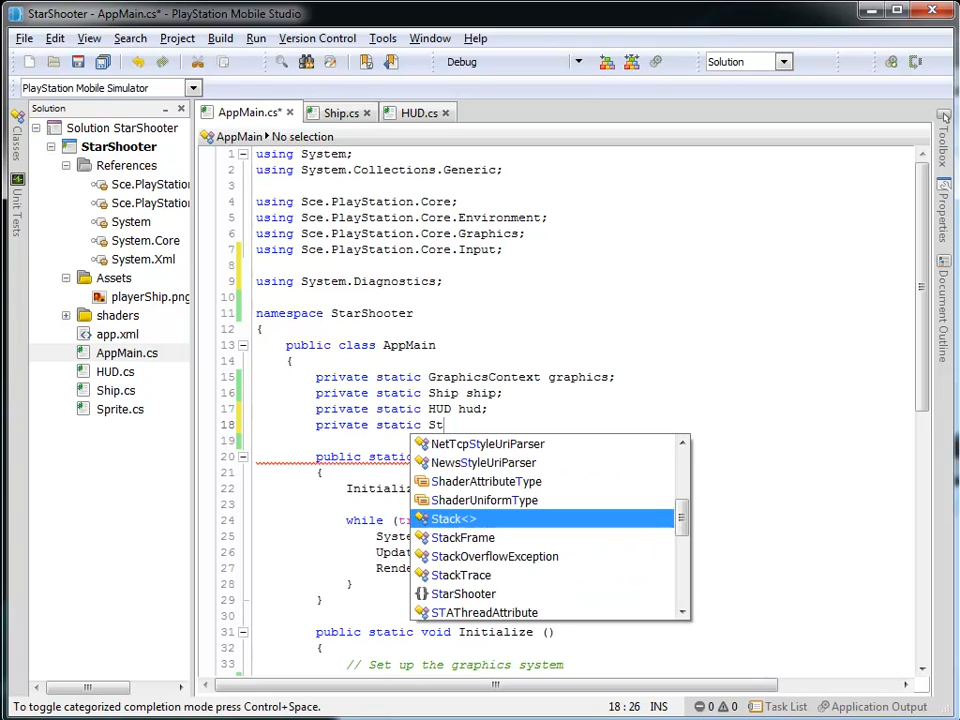 StarShooter - AppMain.cs* - PlayStation Mobile Studio
File Edit View Search Project Build Run Version Control Tools Window Help
Debug Solution
PlayStation Mobile Simulator
Solution
AppMain.cs* Ship.cs HUD.cs
Classes
Unit Tests
Solution StarShooter
StarShooter
References
Sce.PlayStatio
Sce.PlayStatio
System
System.Core
System.Xml
Assets
playerShip.png
shaders
app.xml
AppMain.cs
HUD.cs
Ship.cs
Sprite.cs
AppMain No selection
1 using System;
2 using System.Collections.Generic;
3
4 using Sce.PlayStation.Core;
5 using Sce.PlayStation.Core.Environment;
6 using Sce.PlayStation.Core.Graphics;
7 using Sce.PlayStation.Core.Input;
8
9 using System.Diagnostics;
10
11 namespace StarShooter
12 {
13 public class AppMain
14 {
15 private static GraphicsContext graphics;
16 private static Ship ship;
17 private static HUD hud;
18 private static St
19
20 public static
21 {
22 Initializ
23
24 while (tr
25 Syste
26 Updat
27 Rende
28 }
29 }
30
31 public static void Initialize ()
32 {
33 // Set up the graphics system
NetTcpStyleUriParser
NewsStyleUriParser
ShaderAttributeType
ShaderUniformType
Stack<>
StackFrame
StackOverflowException
StackTrace
StarShooter
STAThreadAttribute
Toolbox
Properties
Document Outline
To toggle categorized completion mode press Control+Space. 18 : 26 INS 0 0 Task List Application Output